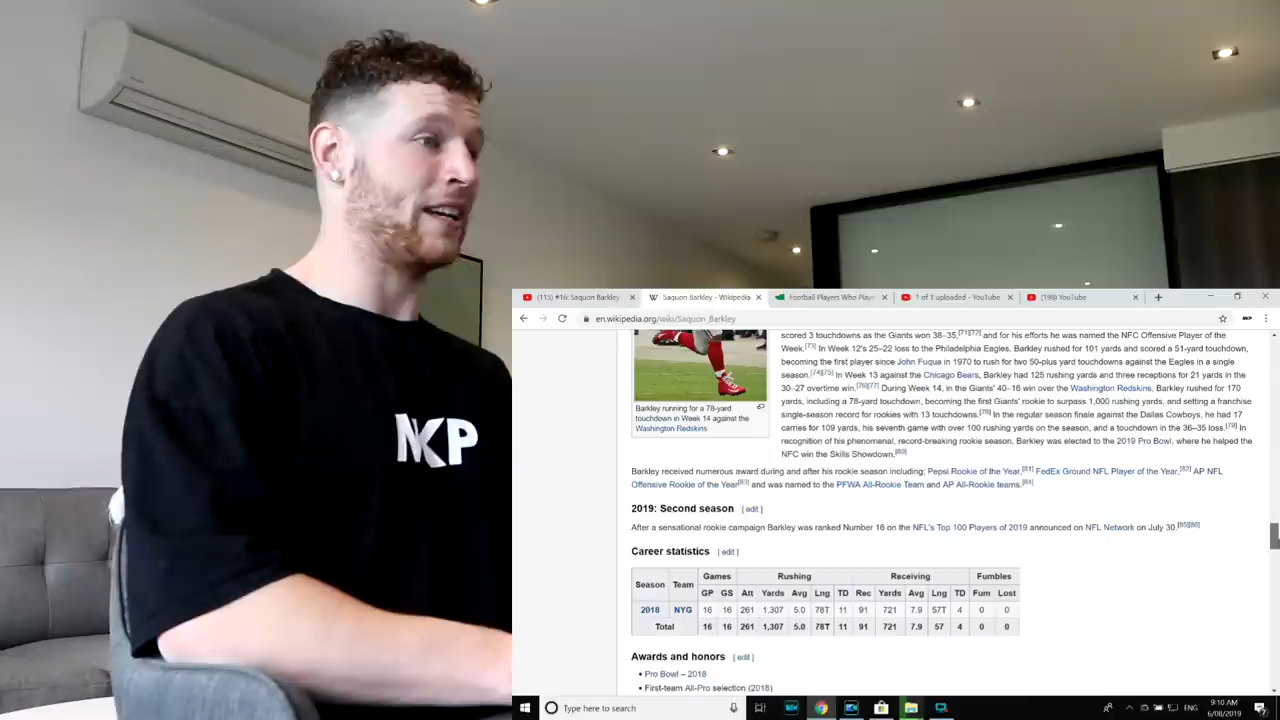 NKP
(115) #16: Saquon Barkley
Saquon Barkley - Wikipedia
Football Players Who Play
1 of 1 uploaded - YouTube
(198) YouTube
en.wikipedia.org/wiki/Saquon_Barkley
scored 3 touchdowns as the Giants won 38–35,[71][72] and for his efforts he was named the NFC Offensive Player of the
Week.[73] In Week 12's 25–22 loss to the Philadelphia Eagles, Barkley rushed for 101 yards and scored a 51-yard touchdown,
becoming the first player since John Fuqua in 1970 to rush for two 50-plus yard touchdowns against the Eagles in a single
season.[74][75] In Week 13 against the Chicago Bears, Barkley had 125 rushing yards and three receptions for 21 yards in the
30–27 overtime win.[76][77] During Week 14, in the Giants' 40–16 win over the Washington Redskins, Barkley rushed for 170
yards, including a 78-yard touchdown, becoming the first Giants' rookie to surpass 1,000 rushing yards, and setting a franchise
single-season record for rookies with 13 touchdowns.[78] In the regular season finale against the Dallas Cowboys, he had 17
carries for 109 yards, his seventh game with over 100 rushing yards on the season, and a touchdown in the 36–35 loss.[79] In
recognition of his phenomenal, record-breaking rookie season, Barkley was elected to the 2019 Pro Bowl, where he helped the
NFC win the Skills Showdown.[80]
Barkley running for a 78-yard
touchdown in Week 14 against the
Washington Redskins
Barkley received numerous award during and after his rookie season including; Pepsi Rookie of the Year,[81] FedEx Ground NFL Player of the Year,[82] AP NFL
Offensive Rookie of the Year[83] and was named to the PFWA All-Rookie Team and AP All-Rookie teams.[84]
2019: Second season [ edit ]
After a sensational rookie campaign Barkley was ranked Number 16 on the NFL's Top 100 Players of 2019 announced on NFL Network on July 30.[85][86]
Career statistics [ edit ]
Season Team Games Rushing Receiving Fumbles
GP GS Att Yards Avg Lng TD Rec Yards Avg Lng TD Fum Lost
2018 NYG 16 16 261 1,307 5.0 78T 11 91 721 7.9 57T 4 0 0
Total 16 16 261 1,307 5.0 78T 11 91 721 7.9 57 4 0 0
Awards and honors [ edit ]
• Pro Bowl – 2018
• First-team All-Pro selection (2018)
Type here to search
ENG
9:10 AM
6/08/2019